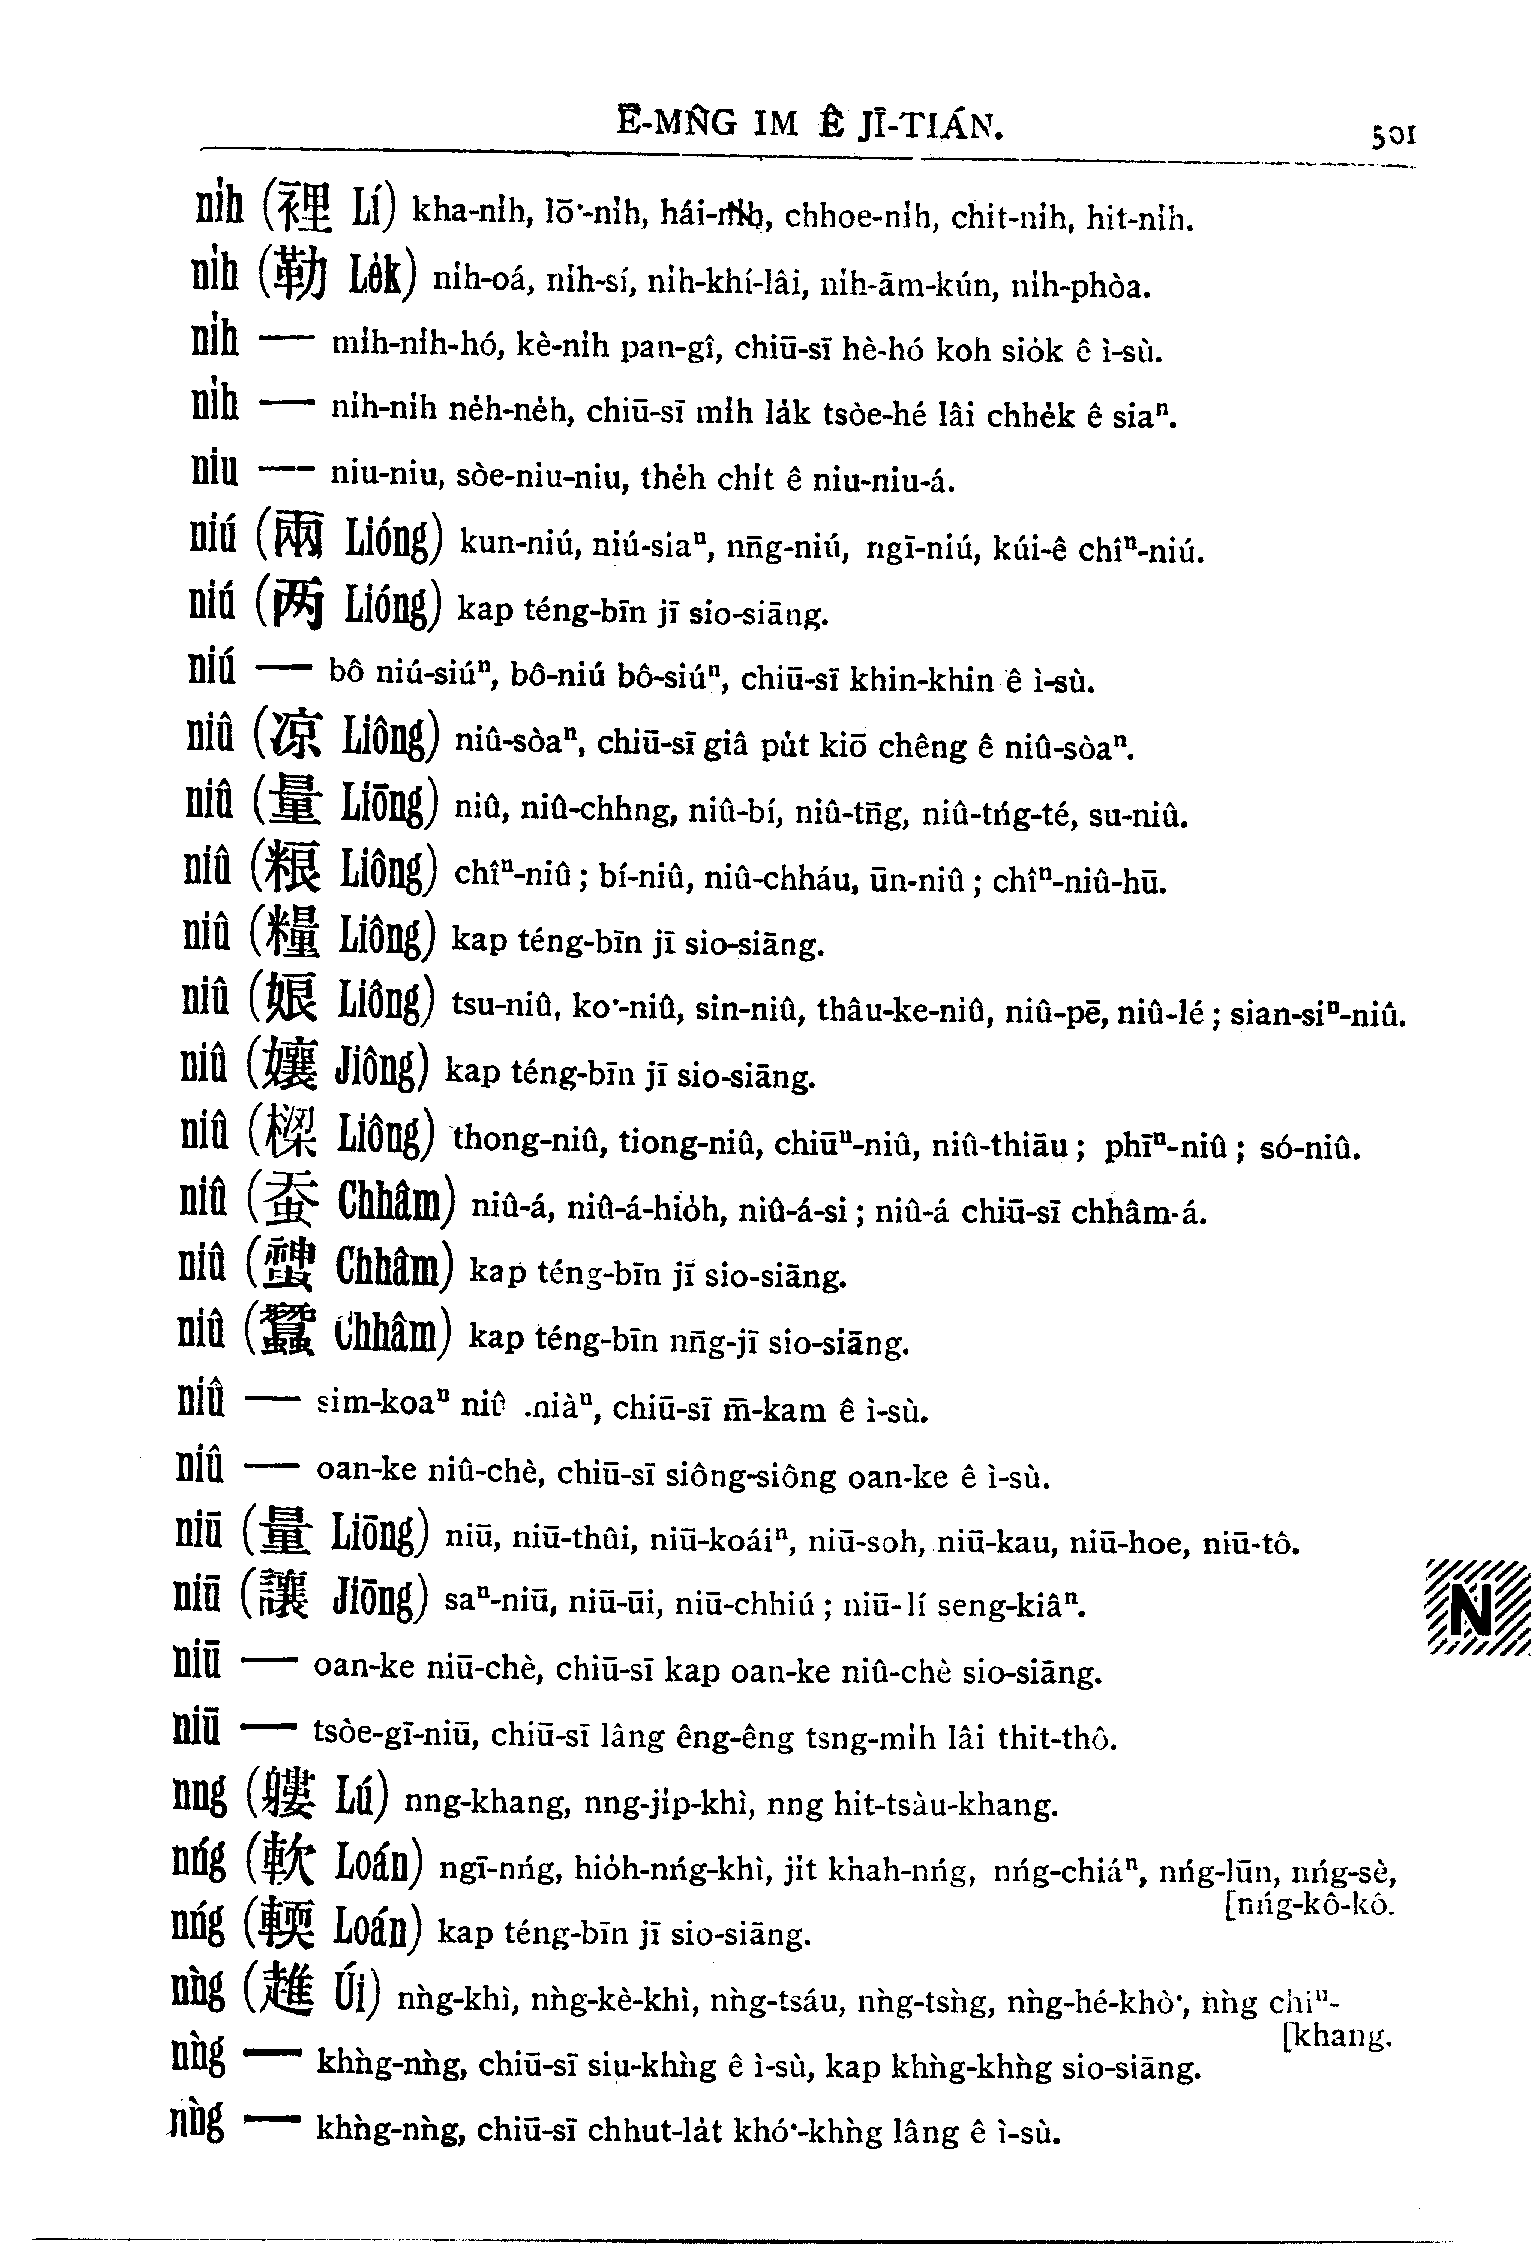 Ē-MN̂G IM Ê JĪ-TIÁN. 501
ni̍h (裡 Lí) kha-ni̍h, lō͘-ni̍h, hái-ni̍h, chhoe-ni̍h, chit-ni̍h, hit-ni̍h.
ni̍h (勒 Le̍k) ni̍h-oá, ni̍h-sí, ni̍h-khí-lâi, ni̍h-ām-kún, ni̍h-phòa.
ni̍h — mi̍h-ni̍h-hó, kè-ni̍h pan-gî, chiū-sī hè-hó koh sio̍k ê ì-sù.
ni̍h — ni̍h-ni̍h ne̍h-ne̍h, chiū-sī mi̍h la̍k tsòe-hé lâi chhe̍k ê siaⁿ.
niu — niu-niu, sòe-niu-niu, the̍h chi̍t ê niu-niu-á.
niú (兩 Lióng) kun-niú, niú-siaⁿ, nn̄g-niú, ngī-niú, kúi-ê chîⁿ-niú.
niú (两 Lióng) kap téng-bīn jī sio-siāng.
niú — bô niú-siúⁿ, bô-niú bô-siúⁿ, chiū-sī khin-khin ê ì-sù.
niû (凉 Liông) niû-sòaⁿ, chiū-sī giâ pu̍t kiō chêng ê niû-sòaⁿ.
niû (量 Liōng) niû, niû-chhng, niû-bí, niû-tn̄g, niû-tńg-té, su-niû.
niû (粮 Liông) chîⁿ-niû; bí-niû, niû-chháu, ūn-niû; chîⁿ-niû-hū.
niû (糧 Liông) kap téng-bīn jī sio-siāng.
niû (娘 Liông) tsu-niû, ko͘-niû, sin-niû, thâu-ke-niû, niû-pē, niû-lé; sian-siⁿ-niû.
niû (孃 Jiông) kap téng-bīn jī sio-siāng.
niû (樑 Liông) thong-niû, tiong-niû, chiūⁿ-niû, niû-thiāu; phīⁿ-niû; só-niû.
niû (蚕 Chhâm) niû-á, niû-á-hio̍h, niû-á-si; niû-á chiū-sī chhâm-á.
niû (Chhâm) kap téng-bīn jī sio-siāng.
niû (蠶 Chhâm) kap téng-bīn nn̄g-jī sio-siāng.
niû — sim-koaⁿ niû-niàⁿ, chiū-sī m̄-kam ê ì-sù.
niû — oan-ke niû-chè, chiū-sī siông-siông oan-ke ê ì-sù.
niū (量 Liōng) niū, niū-thûi, niū-koáiⁿ, niū-soh, niū-kau, niū-hoe, niū-tô.
niū (讓 Jiōng) saⁿ-niū, niū-ūi, niū-chhiú; niū-lí seng-kiâⁿ.
niū — oan-ke niū-chè, chiū-sī kap oan-ke niû-chè sio-siāng.
niū — tsòe-gī-niū, chiū-sī lâng êng-êng tsng-mi̍h lâi thit-thô.
nng (軁 Lú) nng-khang, nng-ji̍p-khì, nng hit-tsàu-khang.
nńg (軟 Loán) ngī-nńg, hio̍h-nńg-khì, ji̍t khah-nńg, nńg-chiáⁿ, nńg-lūn, nńg-sè,
[nńg-kô-kô.
nńg (輭 Loán) kap téng-bīn jī sio-siāng.
nǹg (趡 Úi) nǹg-khì, nǹg-kè-khì, nǹg-tsáu, nǹg-tsǹg, nǹg-hé-khò͘, nǹg chiⁿ-
[khang.
nǹg — khǹg-nǹg, chiū-sī siu-khǹg ê ì-sù, kap khǹg-khǹg sio-siāng.
nǹg — khǹg-nǹg, chiū-sī chhut-la̍t khó͘-khǹg lâng ê ì-sù.
N